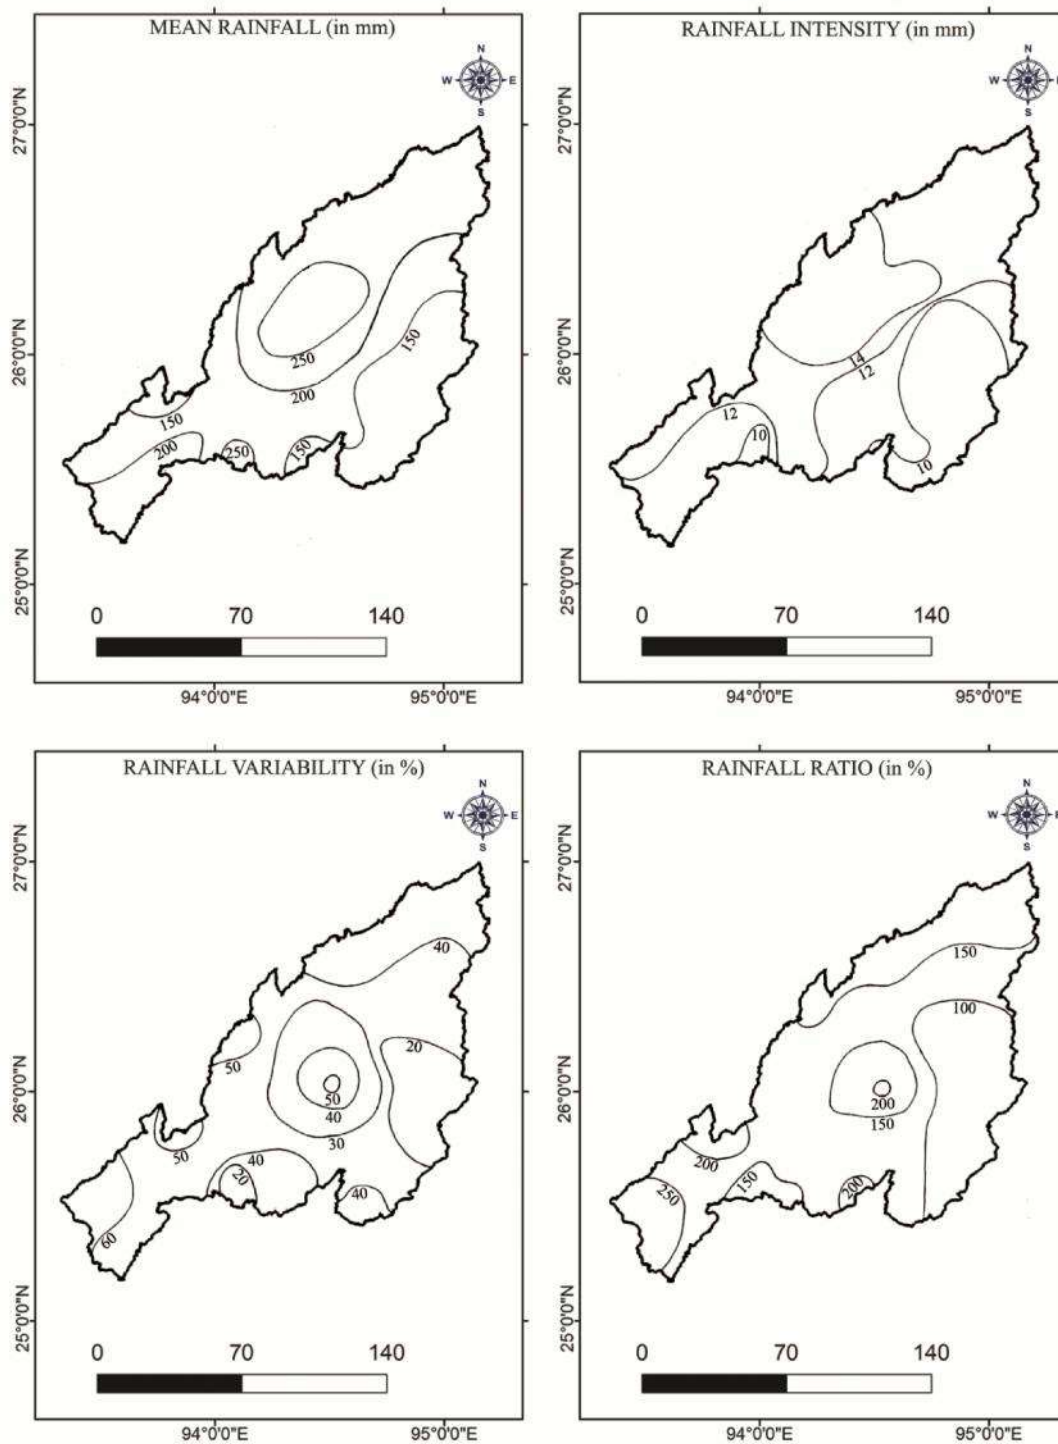 MEAN RAINFALL (in mm)
N
W E
S
27°0'0"N
26°0'0"N
25°0'0"N
250
200
150
150
200
250
150
0 70 140
94°0'0"E 95°0'0"E
RAINFALL INTENSITY (in mm)
N
W E
S
27°0'0"N
26°0'0"N
25°0'0"N
14
12
12
10
10
0 70 140
94°0'0"E 95°0'0"E
RAINFALL VARIABILITY (in %)
N
W E
S
27°0'0"N
26°0'0"N
25°0'0"N
40
50
20
50
40
30
50
40
20
40
60
0 70 140
94°0'0"E 95°0'0"E
RAINFALL RATIO (in %)
N
W E
S
27°0'0"N
26°0'0"N
25°0'0"N
150
100
200
150
200
250
150
200
0 70 140
94°0'0"E 95°0'0"E